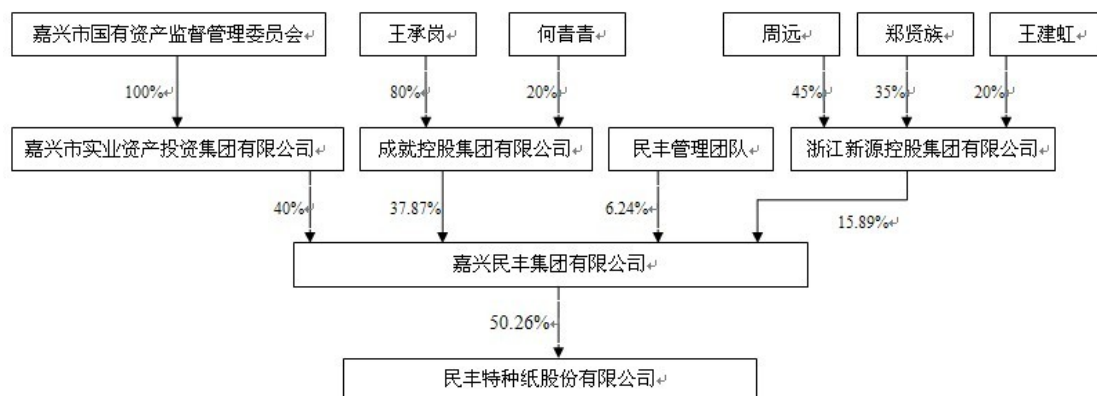 嘉兴市国有资产监督管理委员会
王承岗
何青青
周远
郑贤族
王建虹
100%
80%
20%
45%
35%
20%
嘉兴市实业资产投资集团有限公司
成就控股集团有限公司
民丰管理团队
浙江新源控股集团有限公司
40%
37.87%
6.24%
15.89%
嘉兴民丰集团有限公司
50.26%
民丰特种纸股份有限公司